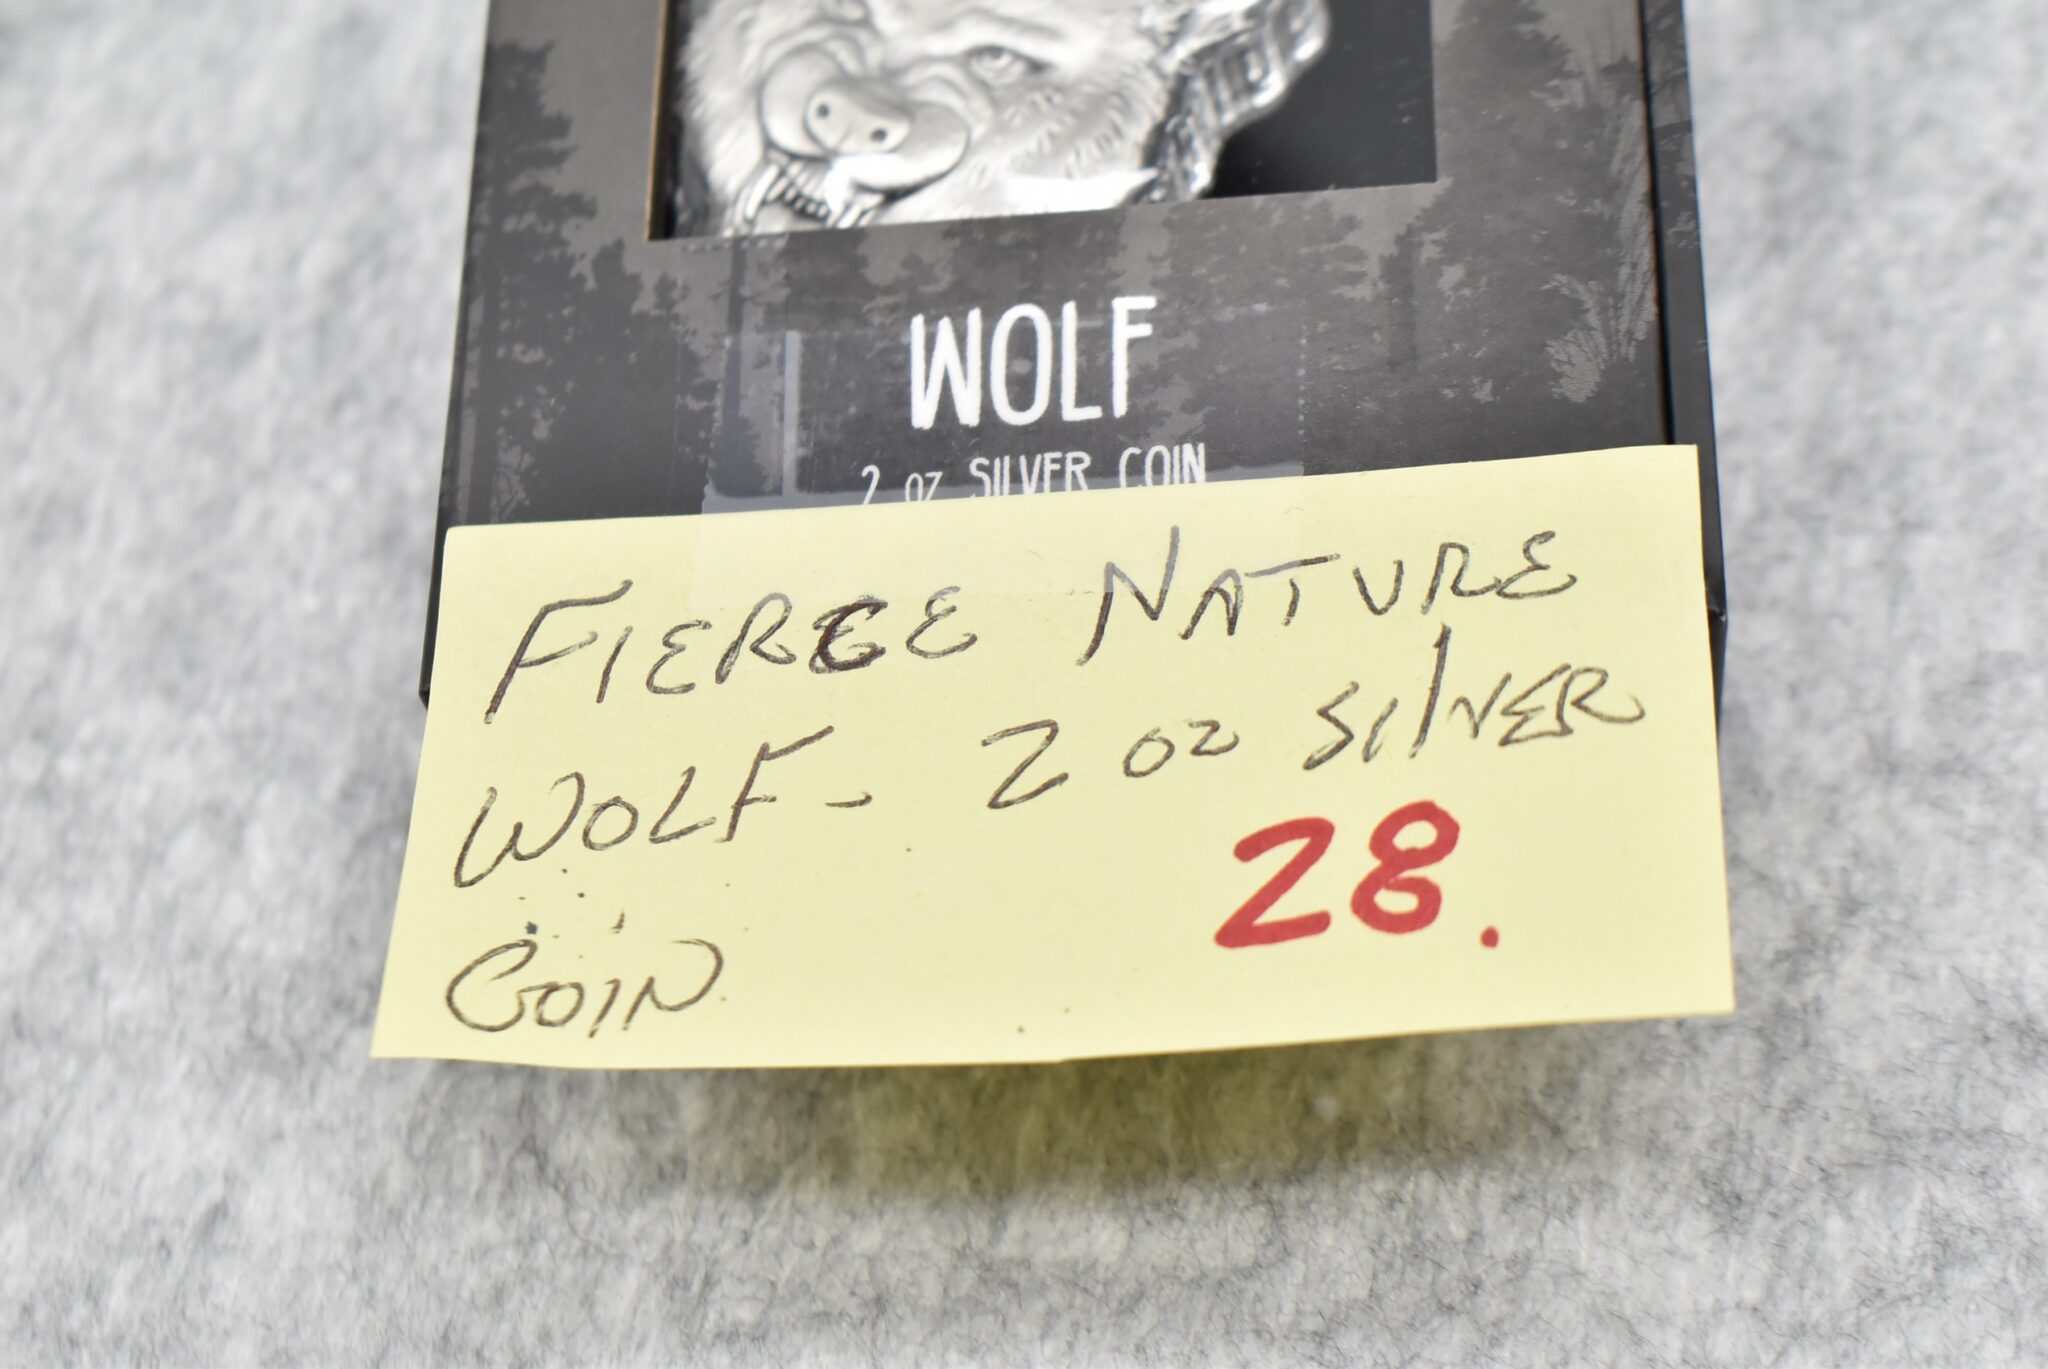 WOLF
2 oz SILVER COIN
FIERCE NATURE
WOLF - 2 oz SILVER
COIN
28.